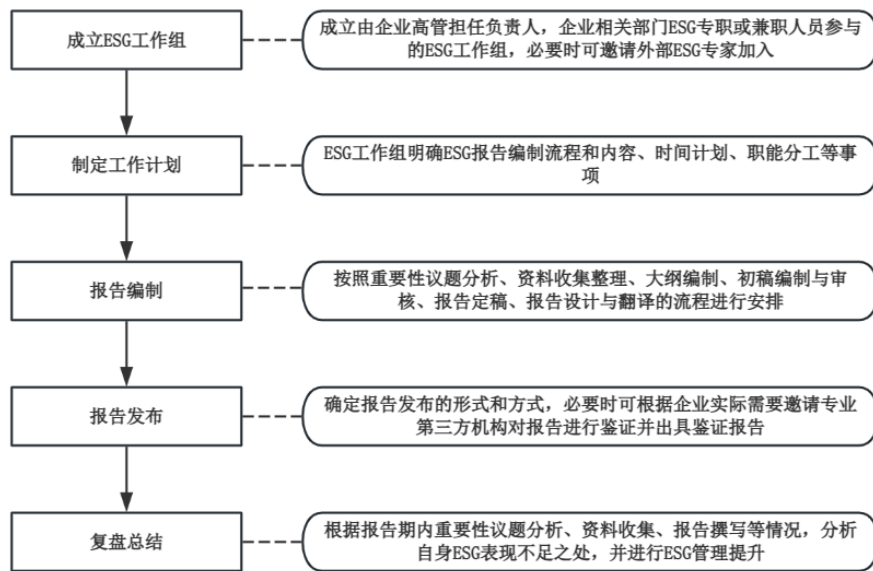 成立ESG工作组
成立由企业高管担任负责人，企业相关部门ESG专职或兼职人员参与
的ESG工作组，必要时可邀请外部ESG专家加入
制定工作计划
ESG工作组明确ESG报告编制流程和内容、时间计划、职能分工等事
项
报告编制
按照重要性议题分析、资料收集整理、大纲编制、初稿编制与审
核、报告定稿、报告设计与翻译的流程进行安排
报告发布
确定报告发布的形式和方式，必要时可根据企业实际需要邀请专业
第三方机构对报告进行鉴证并出具鉴证报告
复盘总结
根据报告期内重要性议题分析、资料收集、报告撰写等情况，分析
自身ESG表现不足之处，并进行ESG管理提升